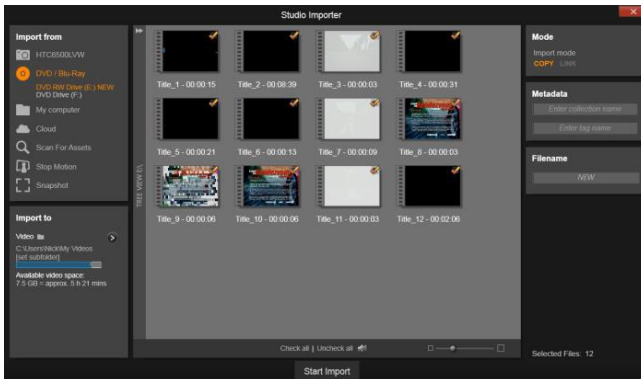 Studio Importer
Import from
HTC6500LVW
DVD / Blu-Ray
DVD RW Drive (E:) NEW
DVD Drive (F:)
My computer
Cloud
Scan For Assets
Stop Motion
Snapshot
Import to
Video
C:\Users\Nick\My Videos
[set subfolder]
Available video space:
7.5 GB = approx. 5 h 21 mins
TREE VIEW E:\
Title_1 - 00:00:15
Title_2 - 00:08:39
Title_3 - 00:00:03
Title_4 - 00:00:31
Title_5 - 00:00:21
Title_6 - 00:00:13
Title_7 - 00:00:09
Title_8 - 00:00:03
Title_9 - 00:00:06
Title_10 - 00:00:06
Title_11 - 00:00:03
Title_12 - 00:02:06
Check all | Uncheck all
Start Import
Mode
Import mode
COPY LINK
Metadata
Enter collection name
Enter tag name
Filename
NEW
Selected Files: 12